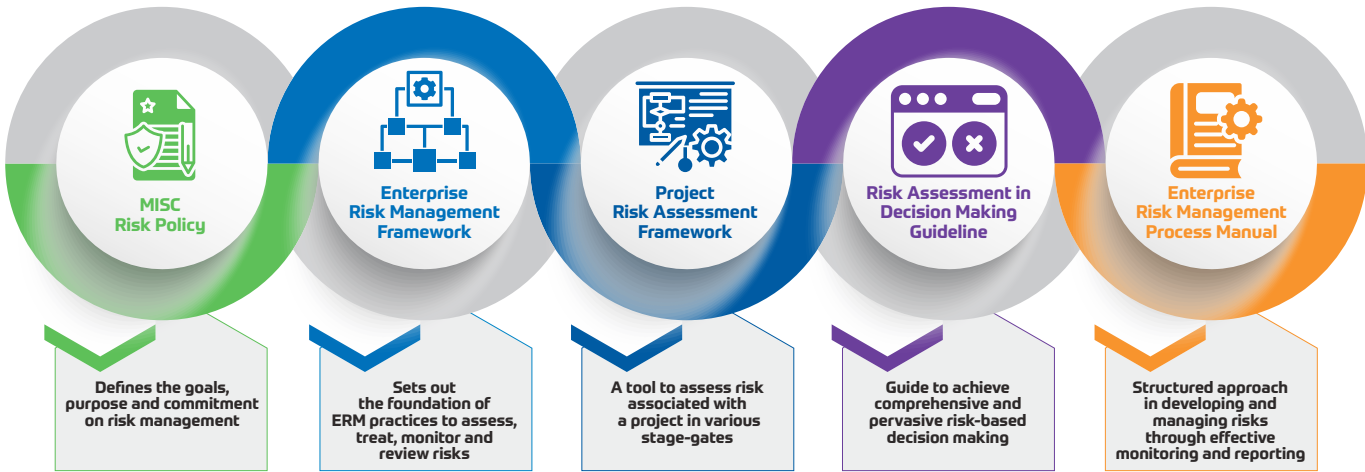 MISC
Risk Policy
Enterprise
Risk Management
Framework
Project
Risk Assessment
Framework
Risk Assessment in
Decision Making
Guideline
Enterprise
Risk Management
Process Manual
Defines the goals,
purpose and commitment
on risk management
Sets out
the foundation of
ERM practices to assess,
treat, monitor and
review risks
A tool to assess risk
associated with
a project in various
stage-gates
Guide to achieve
comprehensive and
pervasive risk-based
decision making
Structured approach
in developing and
managing risks
through effective
monitoring and reporting